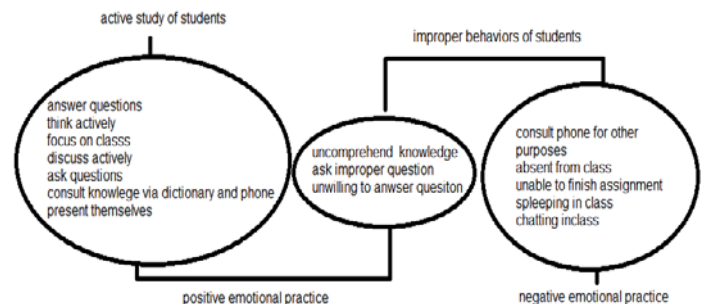 active study of students
improper behaviors of students
answer questions
think actively
focus on classs
discuss actively
ask questions
consult knowlege via dictionary and phone
present themselves
uncomprehend knowledge
ask improper question
unwilling to anwser quesiton
consult phone for other
purposes
absent from class
unable to finish assignment
spleeping in class
chatting inclass
positive emotional practice
negative emotional practice